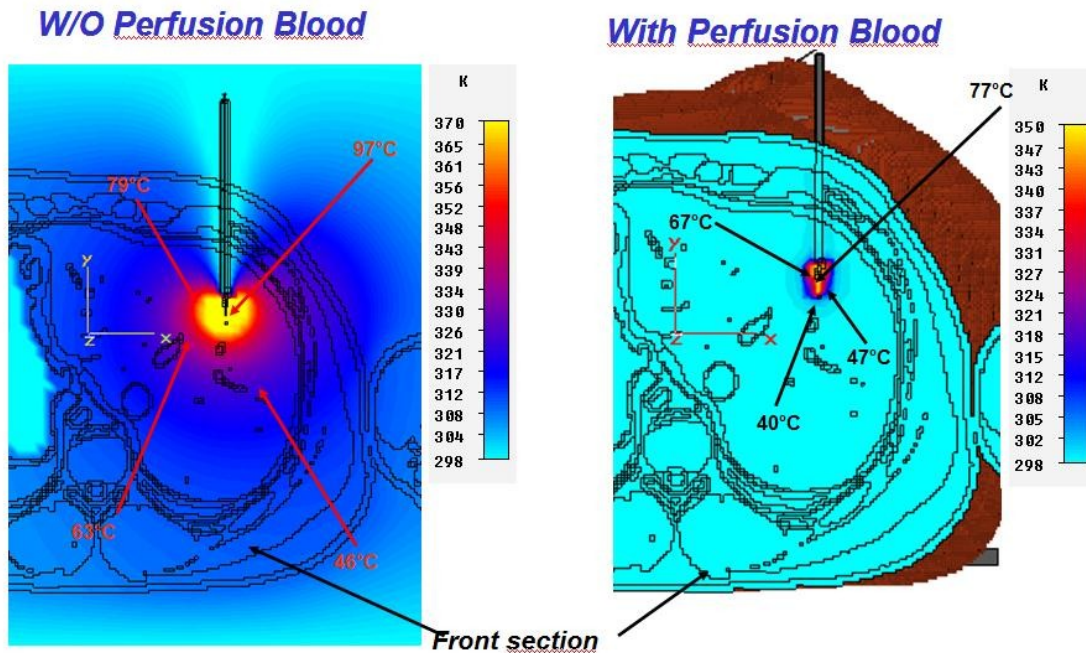 W/O Perfusion Blood
With Perfusion Blood
K
370
365
361
356
352
348
343
339
334
330
326
321
317
312
308
304
298
97°C
79°C
63°C
46°C
Y
X
Z
K
350
347
343
340
337
334
331
327
324
321
318
315
311
308
305
302
298
77°C
67°C
47°C
40°C
Y
X
Z
Front section